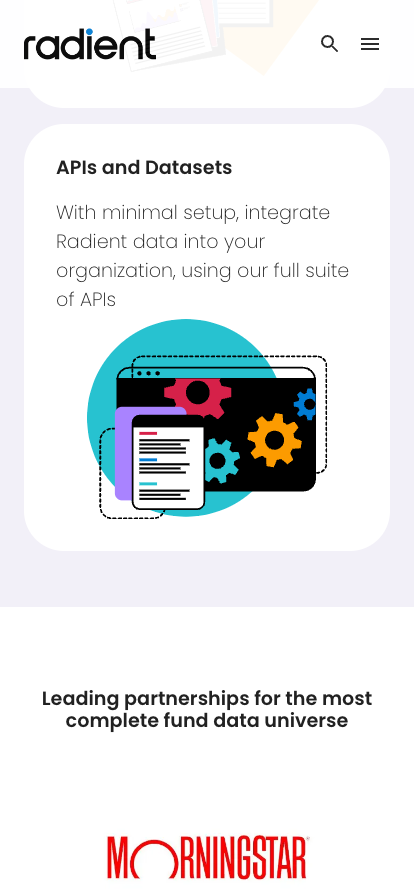 radient
APIs and Datasets
With minimal setup, integrate
Radient data into your
organization, using our full suite
of APIs
Leading partnerships for the most
complete fund data universe
MORNINGSTAR